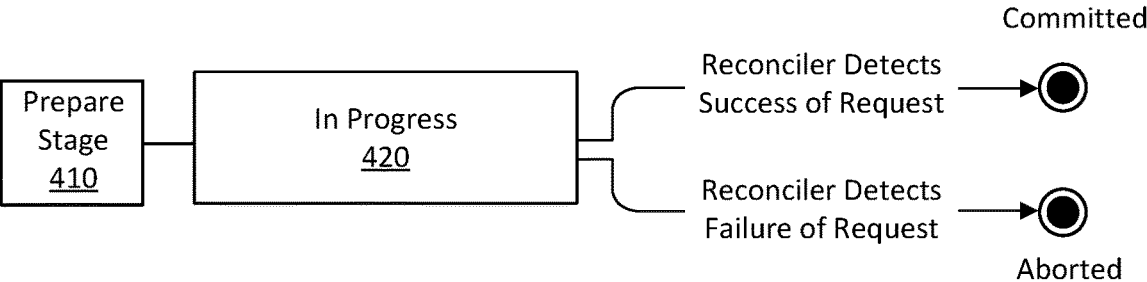 Prepare
Stage
410
In Progress
420
Reconciler Detects
Success of Request
Committed
Reconciler Detects
Failure of Request
Aborted